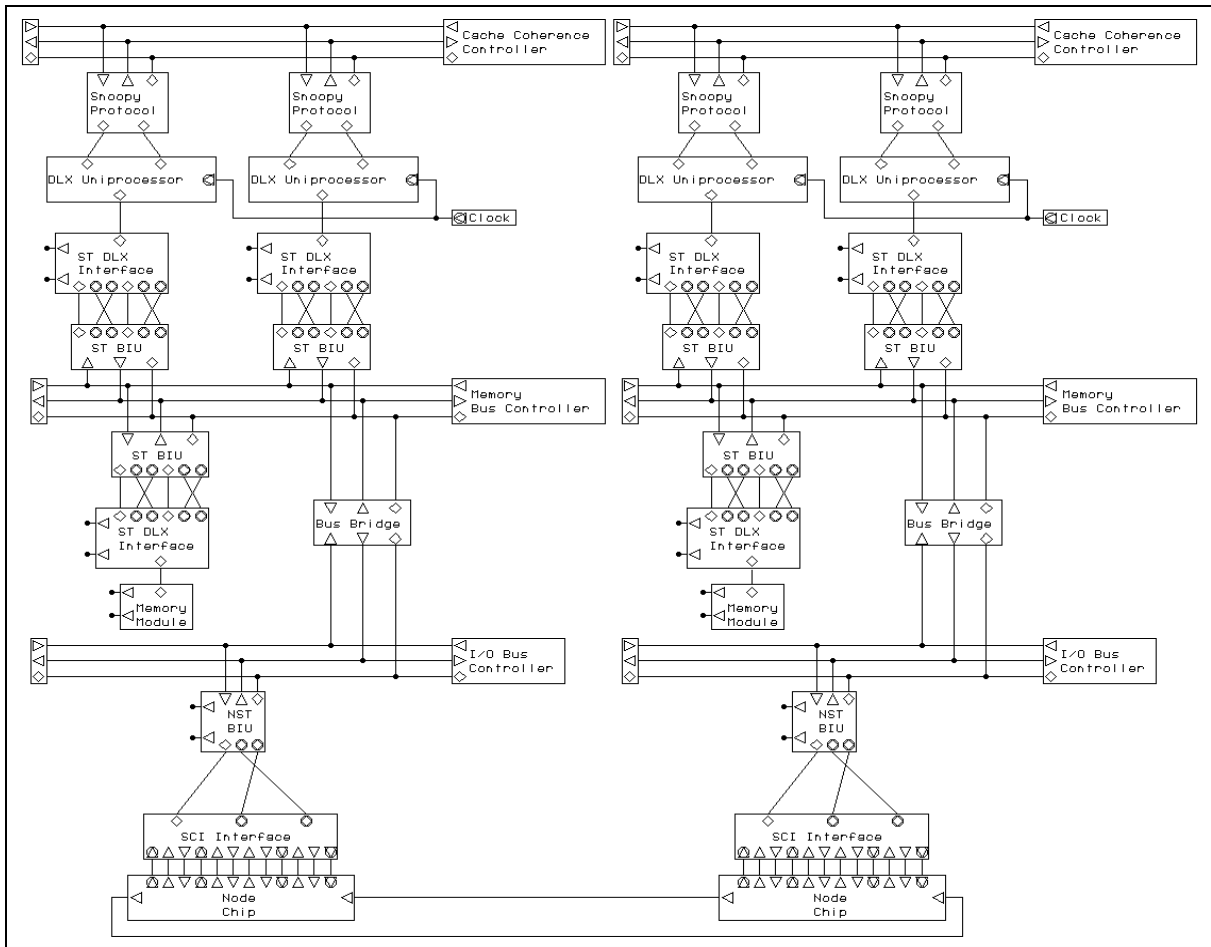 Cache Coherence
Controller
Cache Coherence
Controller
Snoopy
Protocol
Snoopy
Protocol
Snoopy
Protocol
Snoopy
Protocol
DLX Uniprocessor
DLX Uniprocessor
DLX Uniprocessor
DLX Uniprocessor
Clock
Clock
ST DLX
Interface
ST DLX
Interface
ST DLX
Interface
ST DLX
Interface
ST BIU
ST BIU
ST BIU
ST BIU
Memory
Bus Controller
Memory
Bus Controller
ST BIU
ST BIU
ST DLX
Interface
Bus Bridge
ST DLX
Interface
Bus Bridge
Memory
Module
Memory
Module
I/O Bus
Controller
I/O Bus
Controller
NST
BIU
NST
BIU
SCI Interface
SCI Interface
Node
Chip
Node
Chip